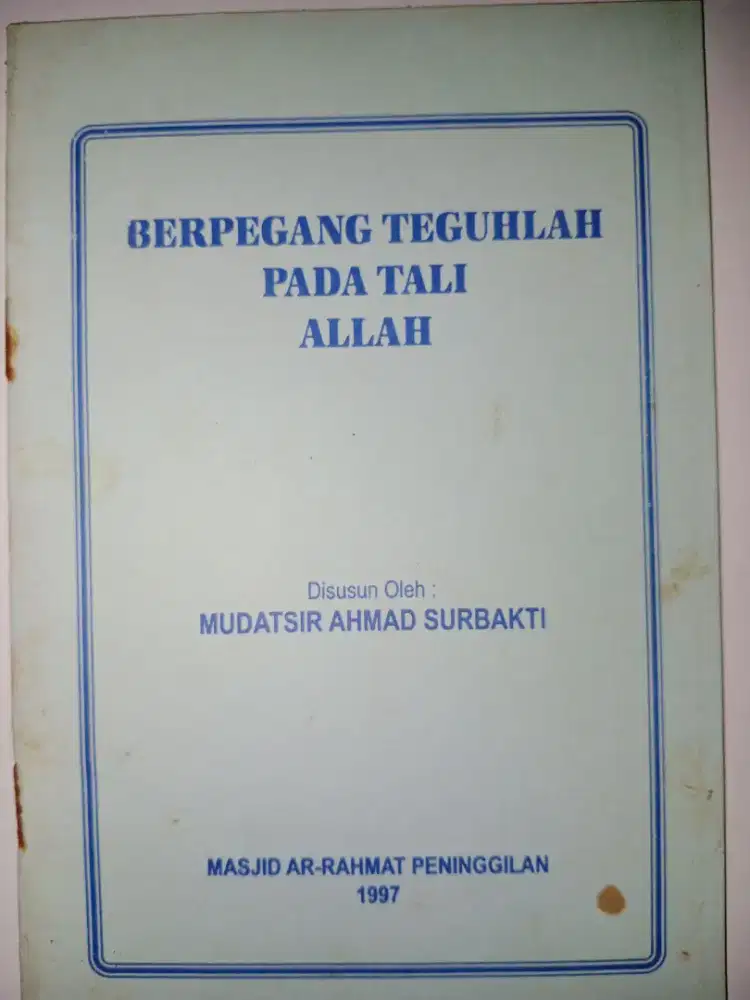 BERPEGANG TEGUHLAH
PADA TALI
ALLAH
Disusun Oleh :
MUDATSIR AHMAD SURBAKTI
MASJID AR-RAHMAT PENINGGILAN
1997